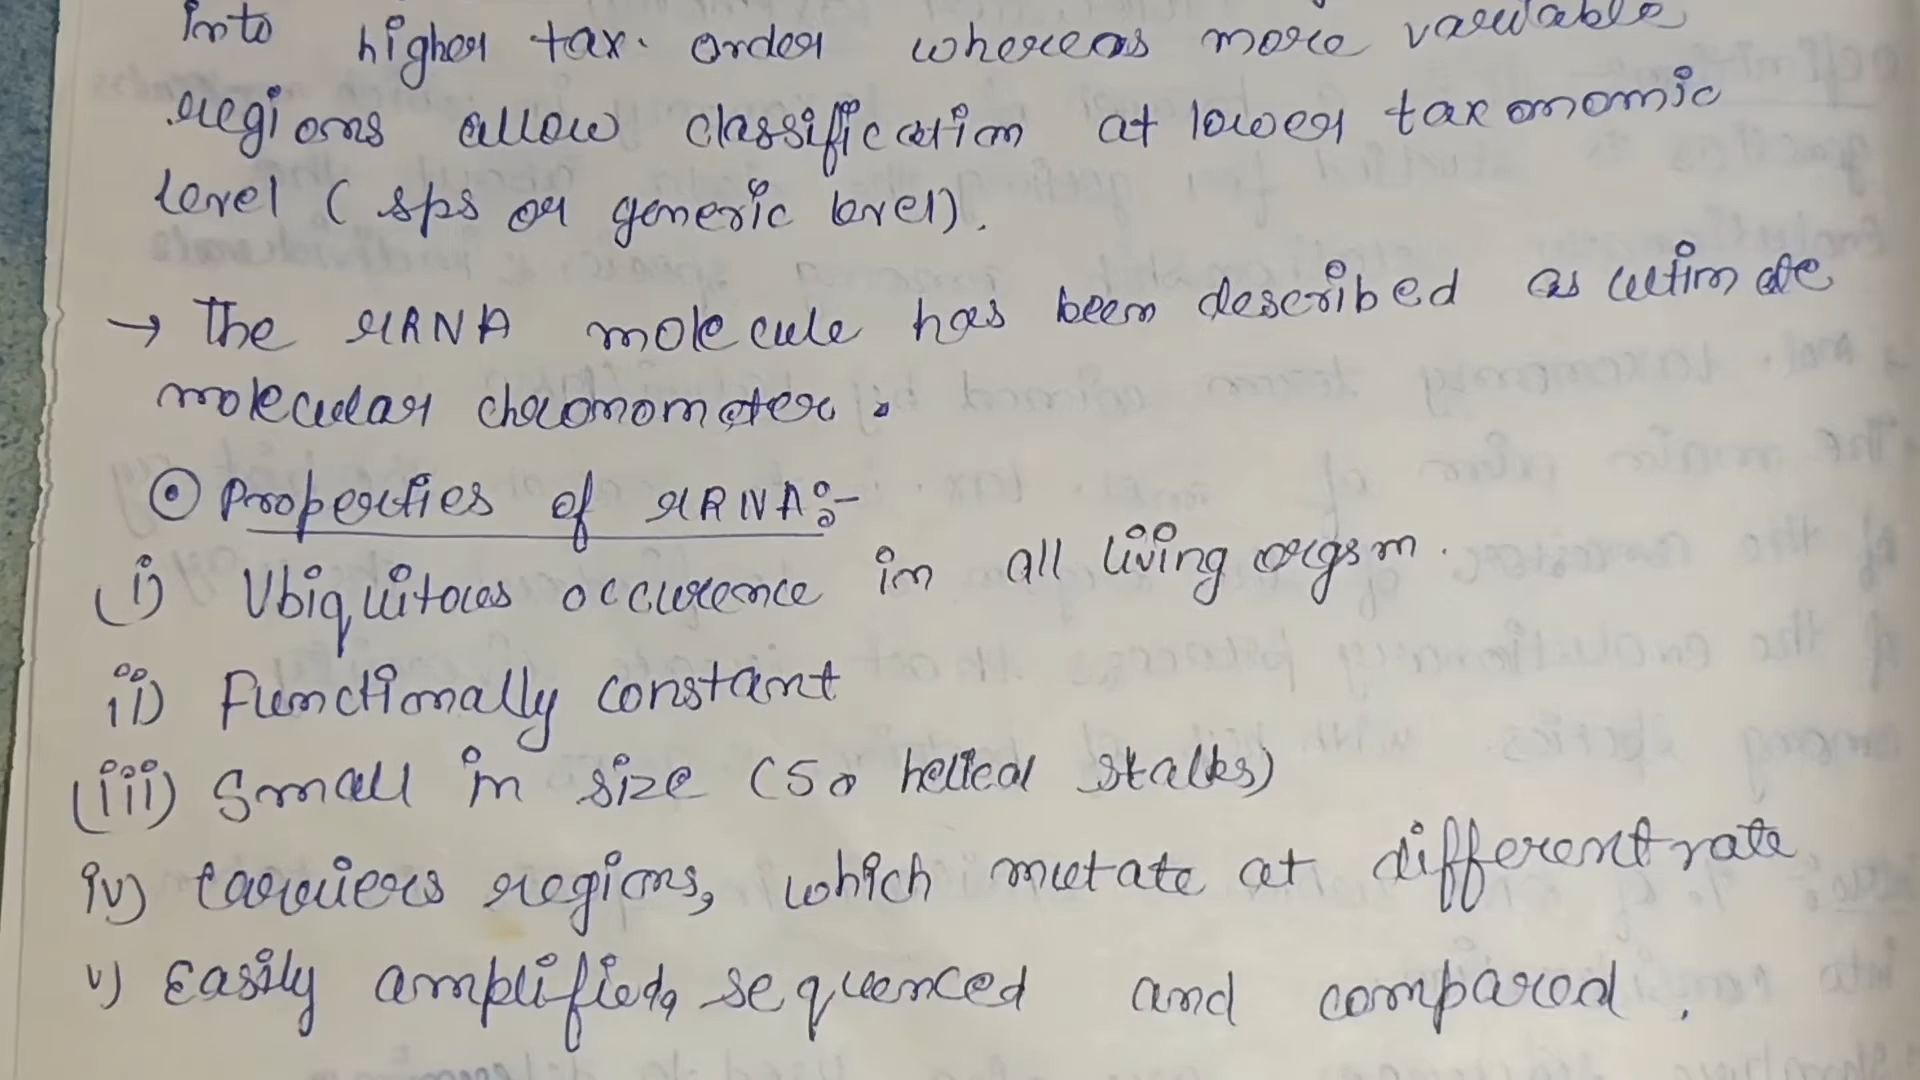 into higher tax. order whereas more variable
regions allow classification at lower taxonomic
level ( sps or generic level).
→ The rRNA molecule has been described as ultimate
molecular chronometer.
⊙ Properties of rRNA:-
(i) Ubiquitous occurence in all living orgsm.
ii) Functionally constant
(iii) Small in size (50 helical stalks)
iv) Carriers regions, which mutate at different rate
v) Easily amplified, sequenced and compared.